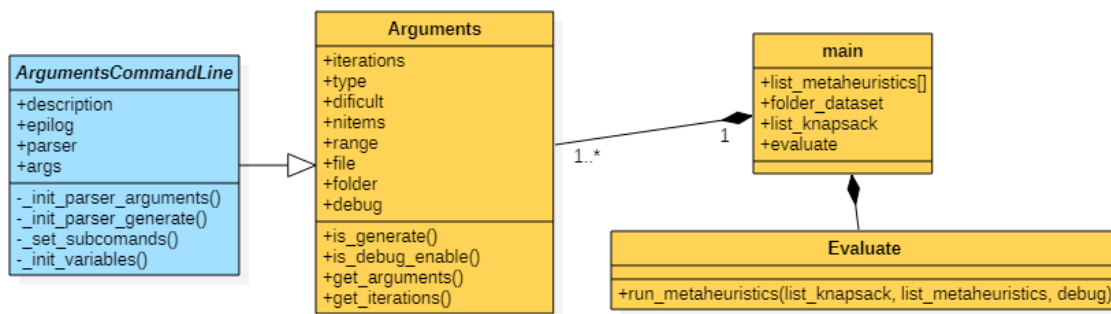 ArgumentsCommandLine
+description
+epilog
+parser
+args
-_init_parser_arguments()
-_init_parser_generate()
-_set_subcomands()
-_init_variables()
Arguments
+iterations
+type
+dificult
+nitems
+range
+file
+folder
+debug
+is_generate()
+is_debug_enable()
+get_arguments()
+get_iterations()
1..*
1
main
+list_metaheuristics[]
+folder_dataset
+list_knapsack
+evaluate
Evaluate
+run_metaheuristics(list_knapsack, list_metaheuristics, debug)